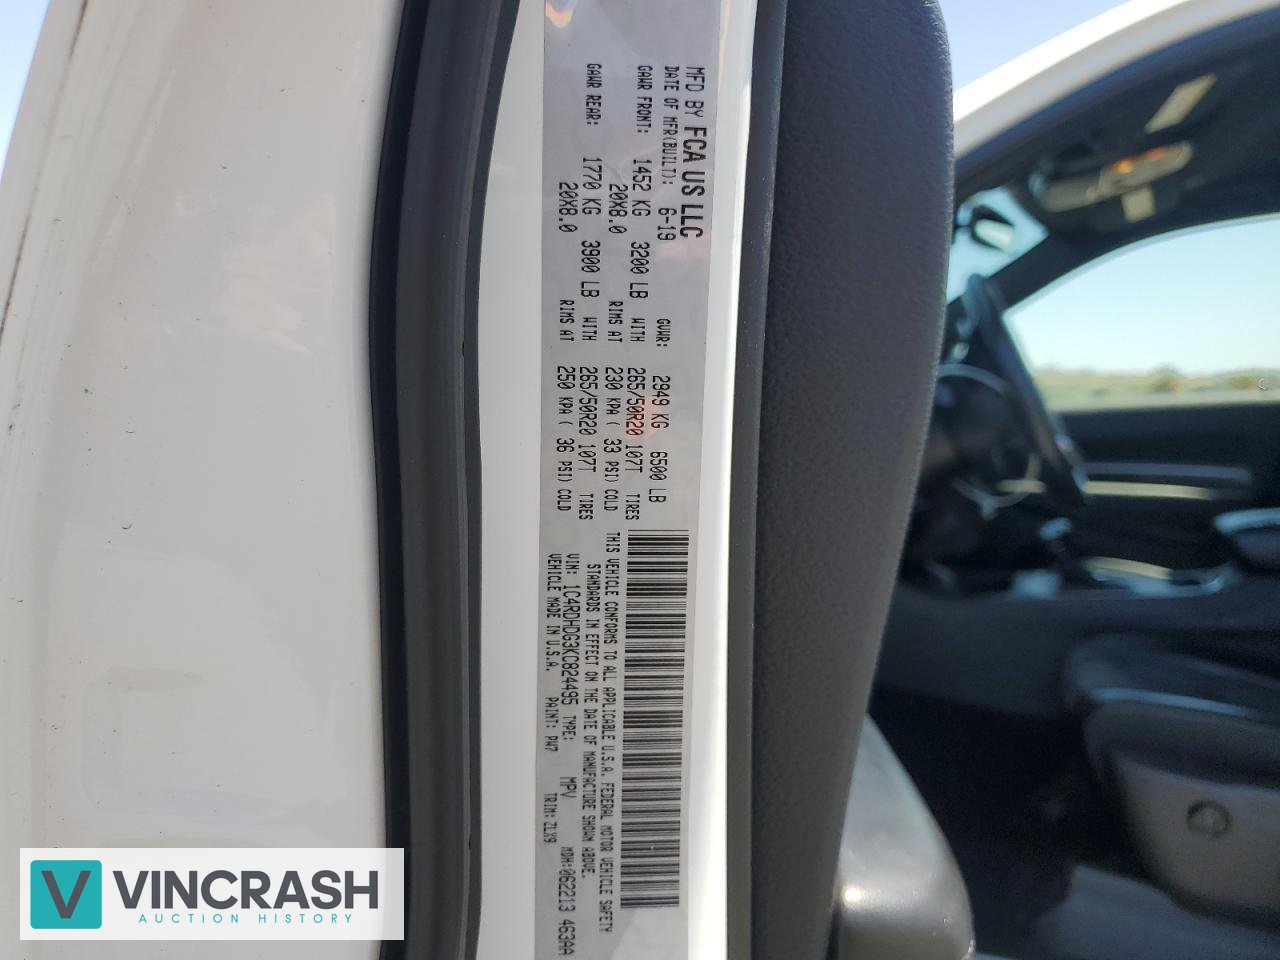 MFD BY FCA US LLC
DATE OF MFR(BUILT): 6-19 GVWR: 2949 KG 6500 LB
GAWR FRONT: 1452 KG 3200 LB WITH 265/50R20 107T TIRES
20X8.0 RIMS AT 230 KPA( 33 PSI)COLD
GAWR REAR: 1770 KG 3900 LB WITH 265/50R20 107T TIRES
20X8.0 RIMS AT 250 KPA( 36 PSI)COLD
THIS VEHICLE CONFORMS TO ALL APPLICABLE U.S.A. FEDERAL MOTOR VEHICLE SAFETY
STANDARDS IN EFFECT ON THE DATE OF MANUFACTURE SHOWN ABOVE.
VIN: 1C4RDHDG3KC824495 TYPE: MPV MDH:062213 463AA
VEHICLE MADE IN U.S.A. PAINT: PW7 TRIM:ZLX9
V VINCRASH
AUCTION HISTORY